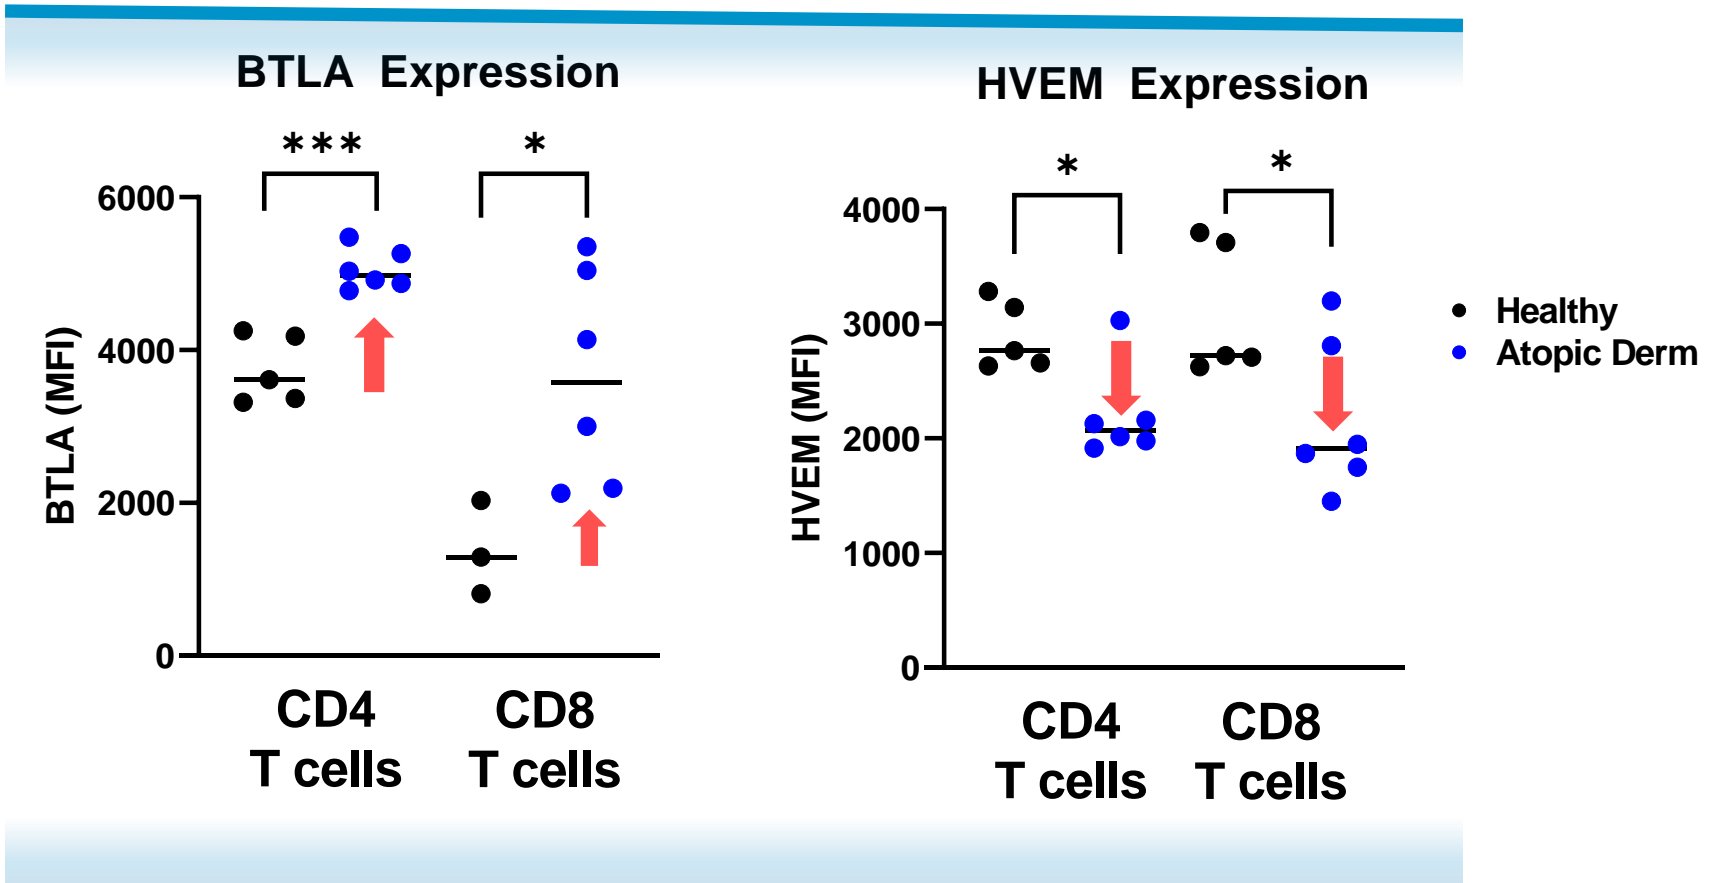 BTLA Expression
***
*
6000
4000
2000
0
BTLA (MFI)
CD4
T cells
CD8
T cells
HVEM Expression
*
*
4000
3000
2000
1000
0
HVEM (MFI)
CD4
T cells
CD8
T cells
Healthy
Atopic Derm